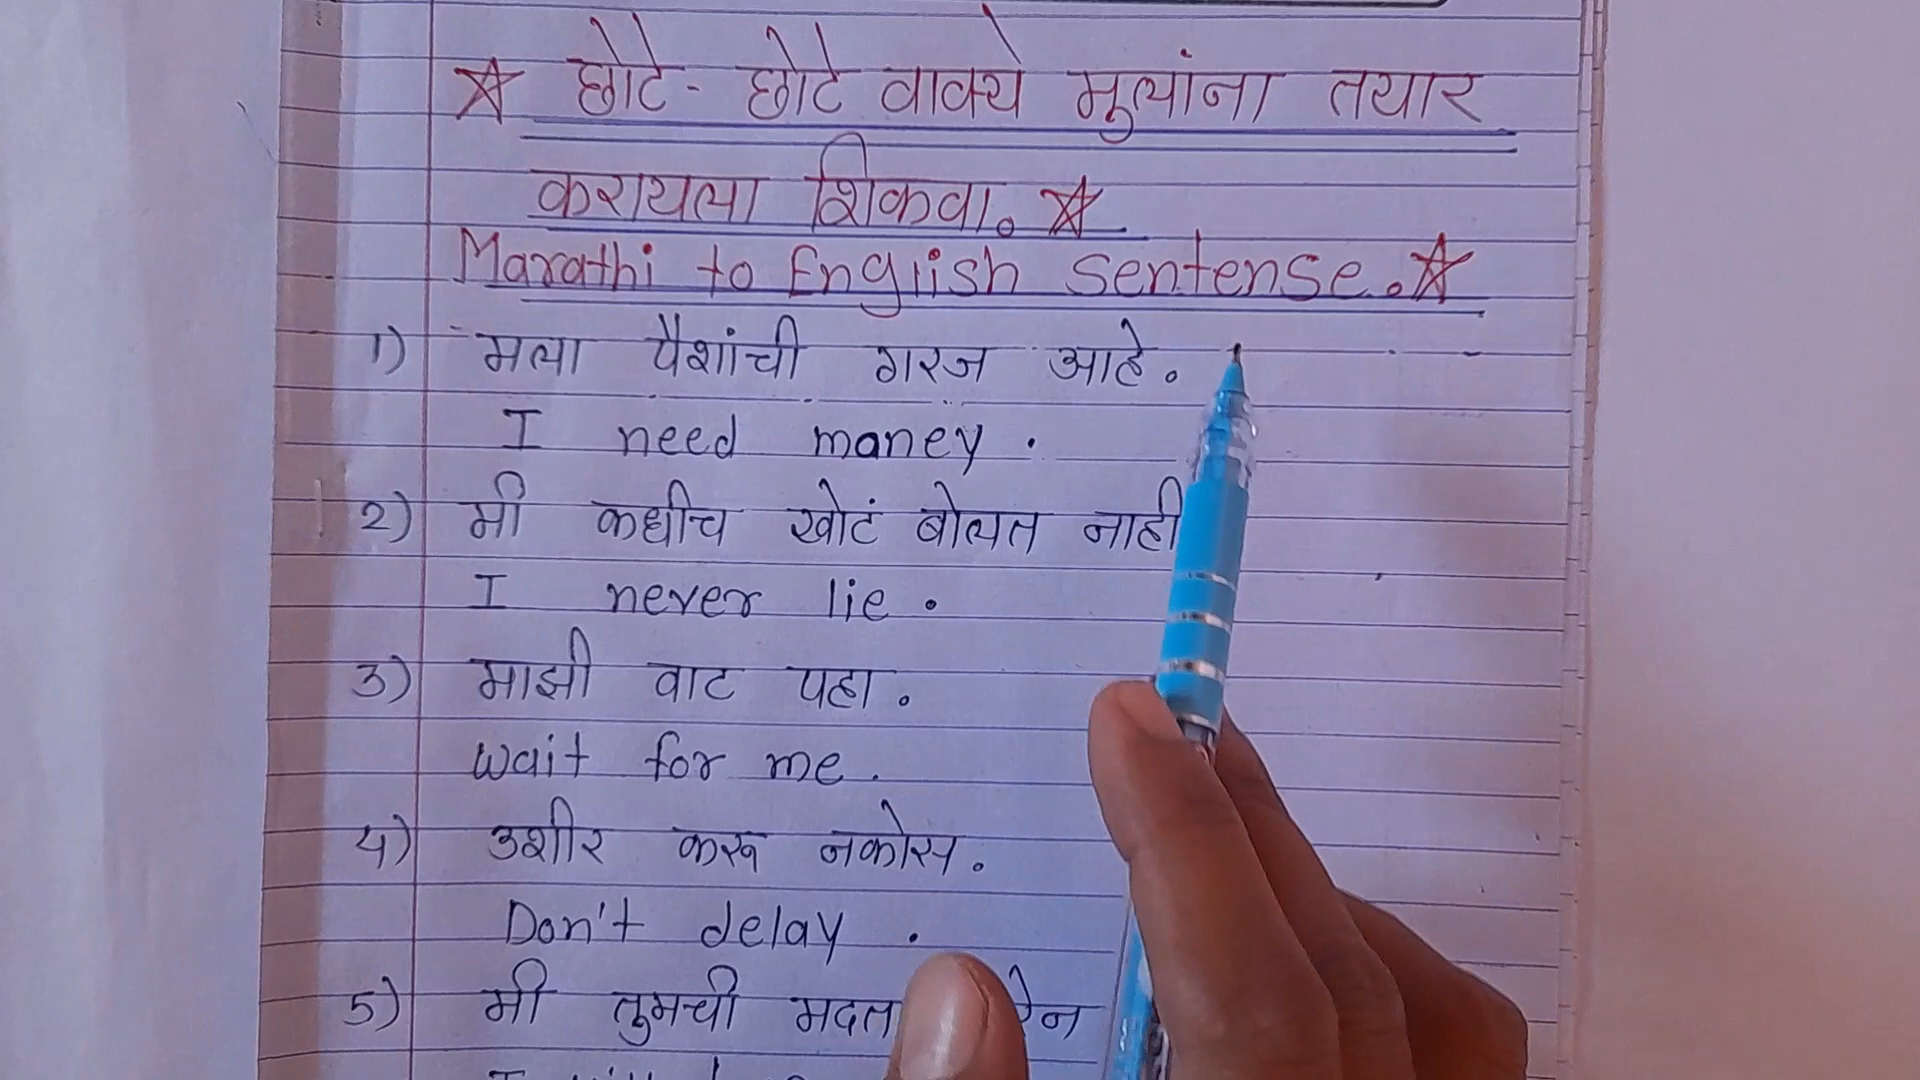 ☆ छोटे - छोटे वाक्ये मुलांना तयार
करायला शिकवा. ☆
Marathi to English Sentense. ☆
1) मला पैशांची गरज आहे.
I need money.
2) मी कधीच खोटं बोलत नाही
I never lie.
3) माझी वाट पहा.
Wait for me.
4) उशीर करू नकोस.
Don't delay.
5) मी तुमची मदत